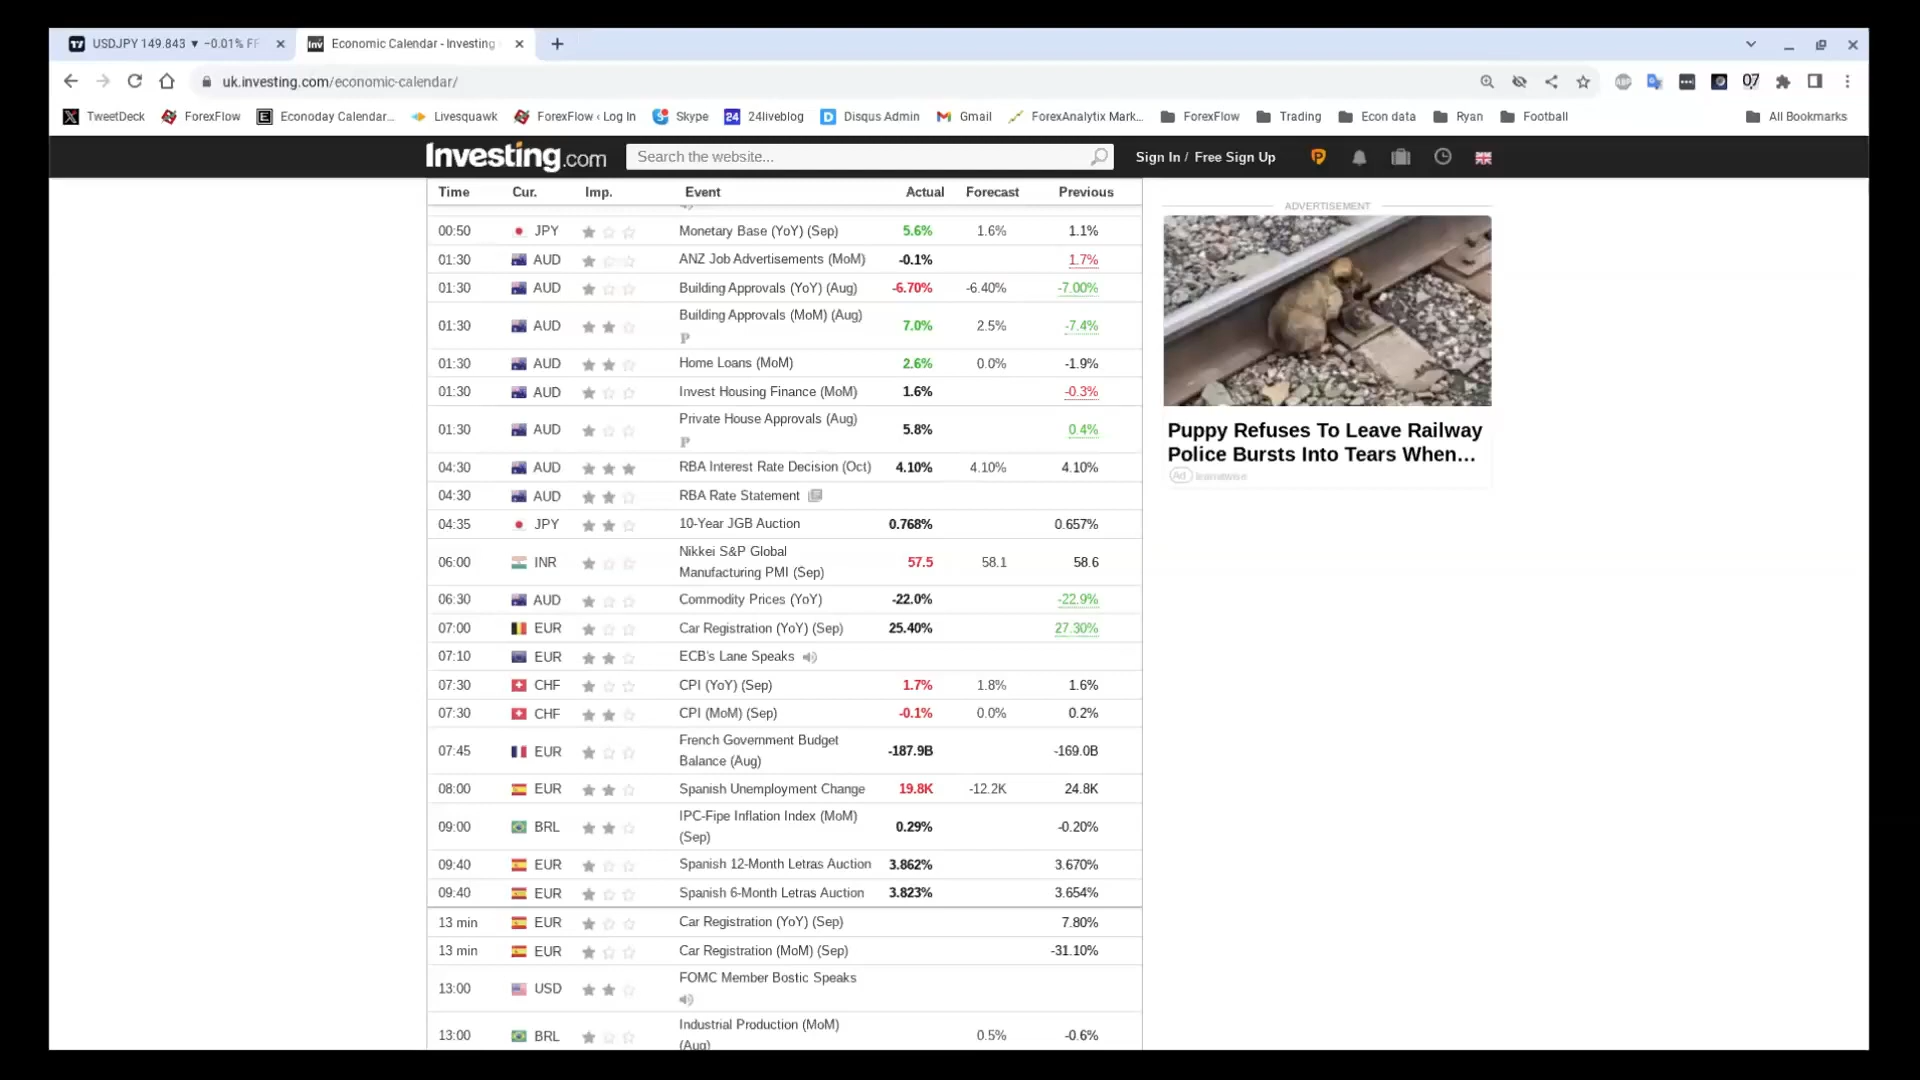 USDJPY 149.843 ▼ −0.01% FF
Economic Calendar - Investing
uk.investing.com/economic-calendar/
TweetDeck ForexFlow Econoday Calendar... Livesquawk ForexFlow ‹ Log In Skype 24liveblog Disqus Admin Gmail ForexAnalytix Mark... ForexFlow Trading Econ data Ryan Football All Bookmarks
Investing.com Search the website... Sign In / Free Sign Up
Time Cur. Imp. Event Actual Forecast Previous
00:50 JPY Monetary Base (YoY) (Sep) 5.6% 1.6% 1.1%
01:30 AUD ANZ Job Advertisements (MoM) -0.1% 1.7%
01:30 AUD Building Approvals (YoY) (Aug) -6.70% -6.40% -7.00%
01:30 AUD Building Approvals (MoM) (Aug) P 7.0% 2.5% -7.4%
01:30 AUD Home Loans (MoM) 2.6% 0.0% -1.9%
01:30 AUD Invest Housing Finance (MoM) 1.6% -0.3%
01:30 AUD Private House Approvals (Aug) P 5.8% 0.4%
04:30 AUD RBA Interest Rate Decision (Oct) 4.10% 4.10% 4.10%
04:30 AUD RBA Rate Statement
04:35 JPY 10-Year JGB Auction 0.768% 0.657%
06:00 INR Nikkei S&P Global Manufacturing PMI (Sep) 57.5 58.1 58.6
06:30 AUD Commodity Prices (YoY) -22.0% -22.9%
07:00 EUR Car Registration (YoY) (Sep) 25.40% 27.30%
07:10 EUR ECB's Lane Speaks
07:30 CHF CPI (YoY) (Sep) 1.7% 1.8% 1.6%
07:30 CHF CPI (MoM) (Sep) -0.1% 0.0% 0.2%
07:45 EUR French Government Budget Balance (Aug) -187.9B -169.0B
08:00 EUR Spanish Unemployment Change 19.8K -12.2K 24.8K
09:00 BRL IPC-Fipe Inflation Index (MoM) (Sep) 0.29% -0.20%
09:40 EUR Spanish 12-Month Letras Auction 3.862% 3.670%
09:40 EUR Spanish 6-Month Letras Auction 3.823% 3.654%
13 min EUR Car Registration (YoY) (Sep) 7.80%
13 min EUR Car Registration (MoM) (Sep) -31.10%
13:00 USD FOMC Member Bostic Speaks
13:00 BRL Industrial Production (MoM) (Aug) 0.5% -0.6%
ADVERTISEMENT
Puppy Refuses To Leave Railway
Police Bursts Into Tears When...
Ad